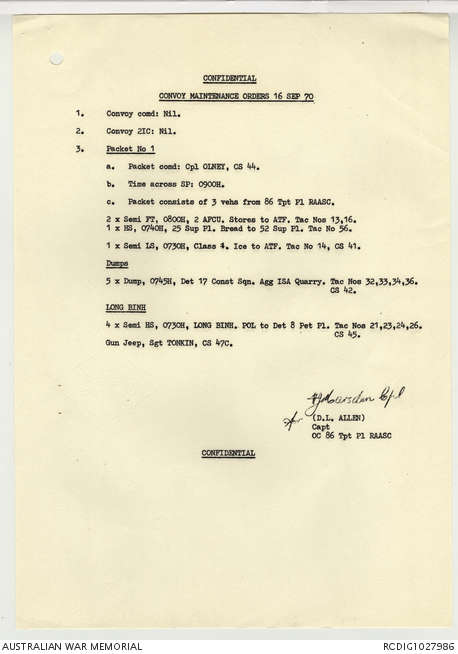 CONFIDENTIAL
CONVOY MAINTENANCE ORDERS 16 SEP 70
1. Convoy comd: Nil.
2. Convoy 2IC: Nil.
3. Packet No 1
a. Packet comd: Cpl OLNEY, CS 44.
b. Time across SP: 0900H.
c. Packet consists of 3 vehs from 86 Tpt Pl RAASC.
2 x Semi FT, 0800H, 2 AFCU. Stores to ATF. Tac Nos 13,16.
1 x HS, 0740H, 25 Sup Pl. Bread to 52 Sup Pl. Tac No 56.
1 x Semi LS, 0730H, Class 4. Ice to ATF. Tac No 14, CS 41.
Dumps
5 x Dump, 0745H, Det 17 Const Sqn. Agg ISA Quarry. Tac Nos 32,33,34,36.
CS 42.
LONG BINH
4 x Semi HS, 0730H, LONG BINH. POL to Det 8 Pet Pl. Tac Nos 21,23,24,26.
CS 45.
Gun Jeep, Sgt TONKIN, CS 47C.
Cpl
for (D.L. ALLEN)
Capt
OC 86 Tpt Pl RAASC
CONFIDENTIAL
AUSTRALIAN WAR MEMORIAL
RCDIG1027986